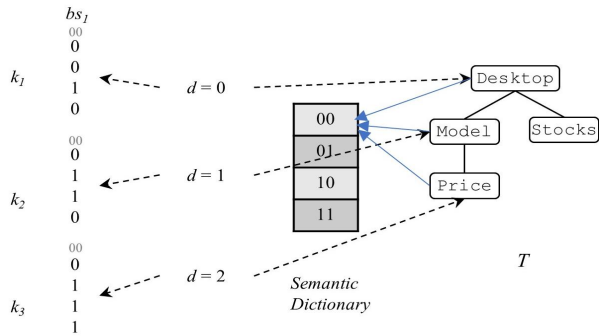 bs1
00
0
0
k1
1
d = 0
Desktop
0
00
Model
Stocks
00
0
01
1
d = 1
k2
1
10
Price
0
11
00
0
d = 2
T
1
Semantic
k3
1
Dictionary
1